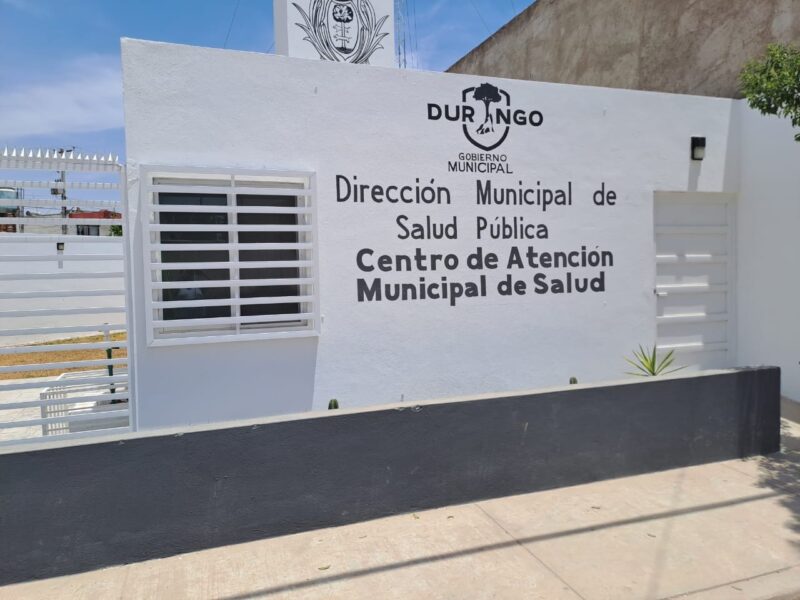 DURANGO
GOBIERNO
MUNICIPAL
Dirección Municipal de
Salud Pública
Centro de Atención
Municipal de Salud